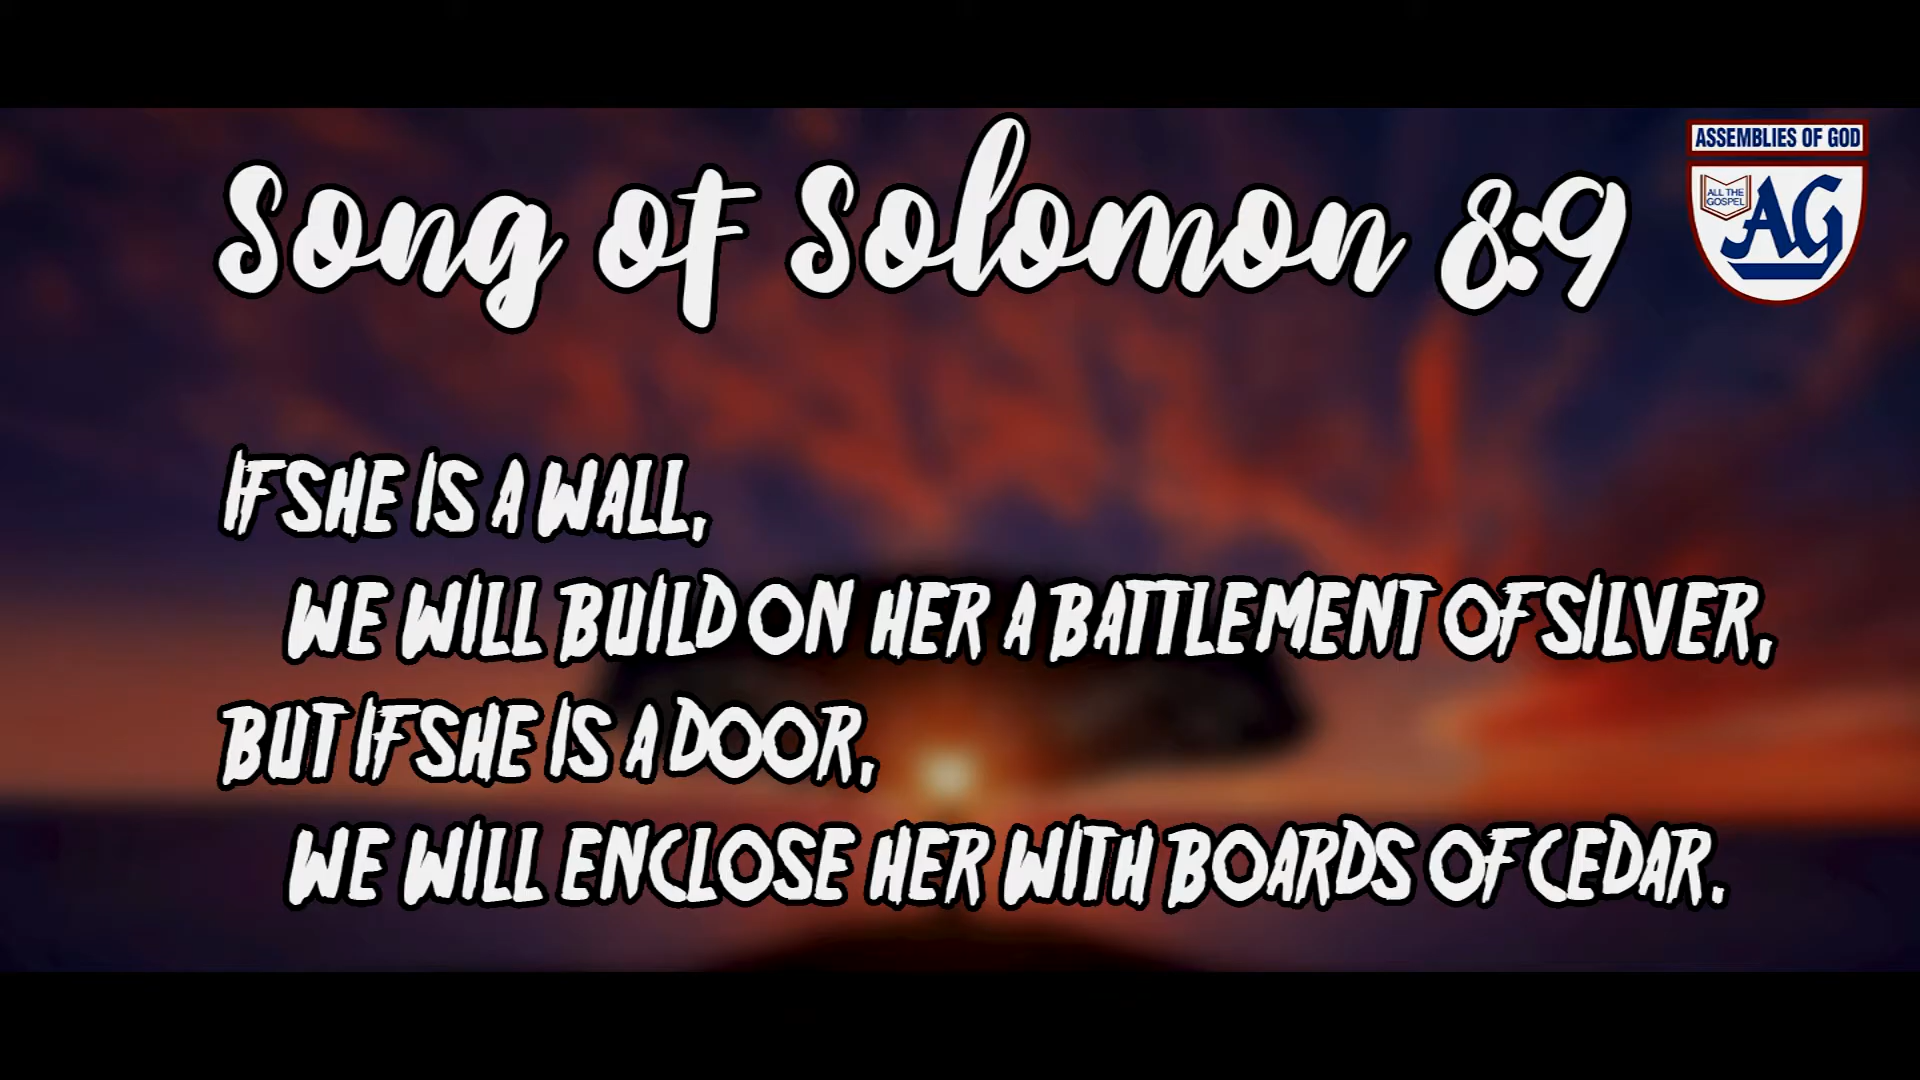 Song of Solomon 8:9
ASSEMBLIES OF GOD
ALL THE
GOSPEL
AG
IF SHE IS A WALL,
WE WILL BUILD ON HER A BATTLEMENT OF SILVER,
BUT IF SHE IS A DOOR,
WE WILL ENCLOSE HER WITH BOARDS OF CEDAR.